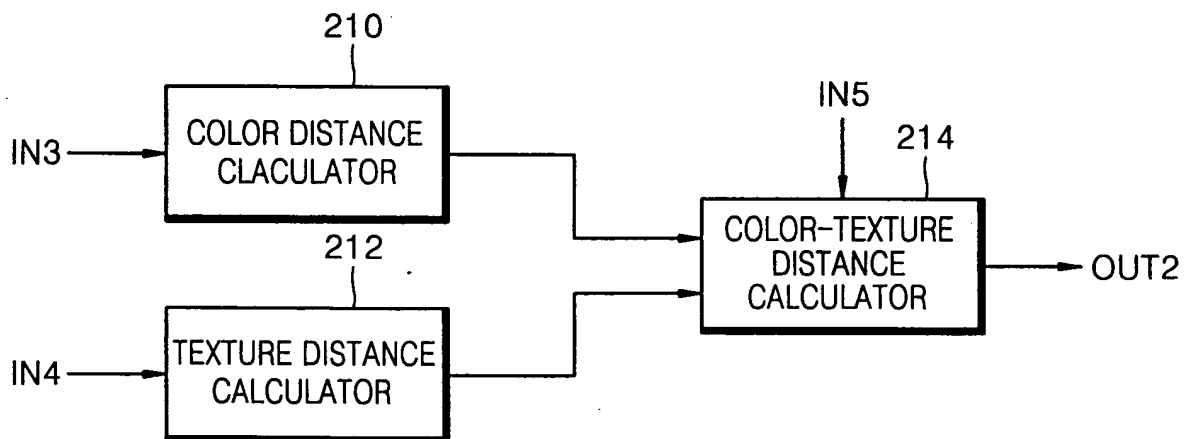 210
IN3
COLOR DISTANCE
CLACULATOR
IN5
214
COLOR-TEXTURE
DISTANCE
CALCULATOR
OUT2
212
IN4
TEXTURE DISTANCE
CALCULATOR